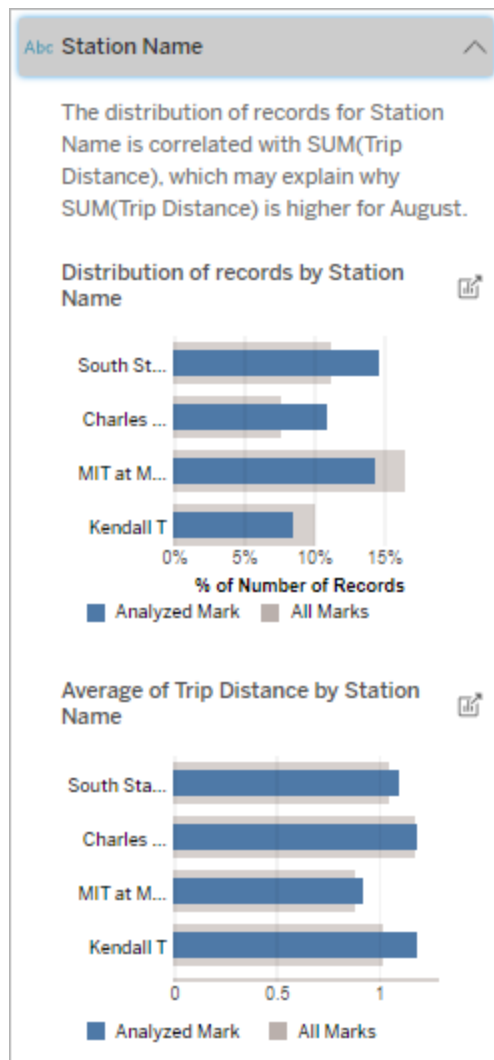 Abc Station Name
The distribution of records for Station
Name is correlated with SUM(Trip
Distance), which may explain why
SUM(Trip Distance) is higher for August.
Distribution of records by Station
Name
South St...
Charles ...
MIT at M...
Kendall T
0% 5% 10% 15%
% of Number of Records
Analyzed Mark All Marks
Average of Trip Distance by Station
Name
South Sta...
Charles ...
MIT at M...
Kendall T
0 0.5 1
Analyzed Mark All Marks